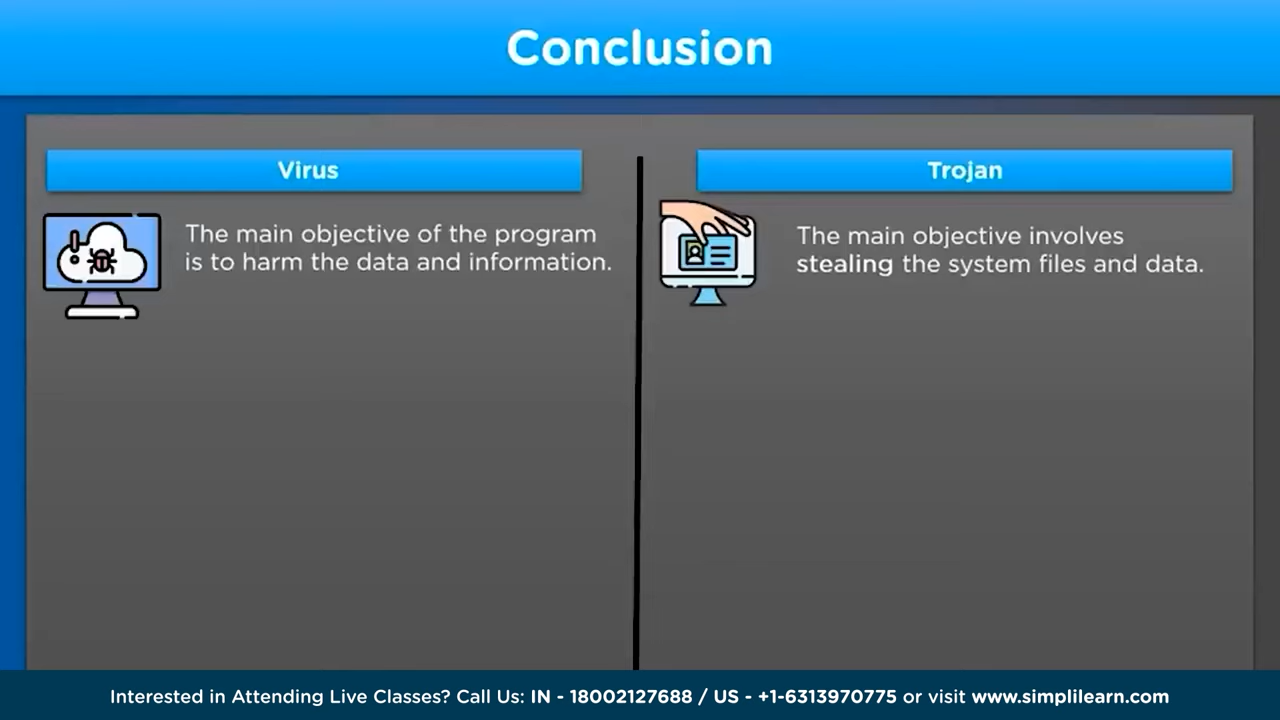 Conclusion
Virus
The main objective of the program
is to harm the data and information.
Trojan
The main objective involves
stealing the system files and data.
Interested in Attending Live Classes? Call Us: IN - 18002127688 / US - +1-6313970775 or visit www.simplilearn.com